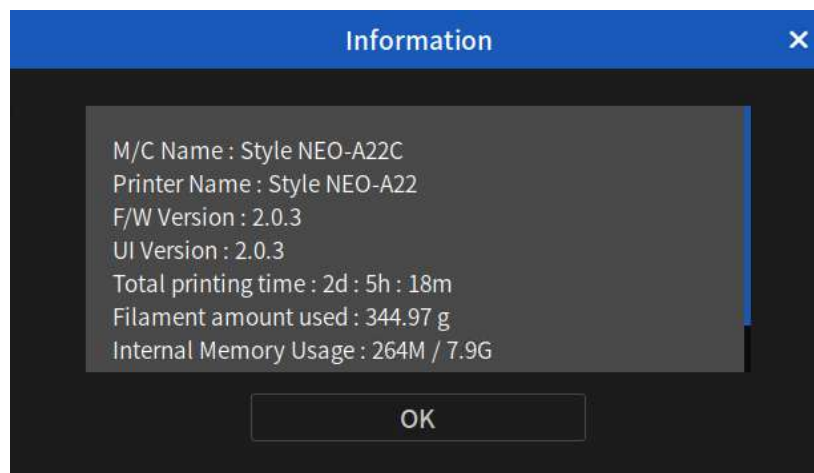 Information
M/C Name : Style NEO-A22C
Printer Name : Style NEO-A22
F/W Version : 2.0.3
UI Version : 2.0.3
Total printing time : 2d : 5h : 18m
Filament amount used : 344.97 g
Internal Memory Usage : 264M / 7.9G
OK